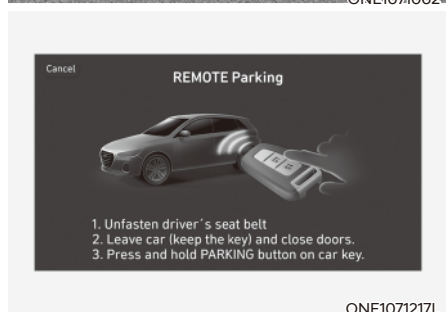 Cancel
REMOTE Parking
1. Unfasten driver's seat belt
2. Leave car (keep the key) and close doors.
3. Press and hold PARKING button on car key.
ONE1071217L